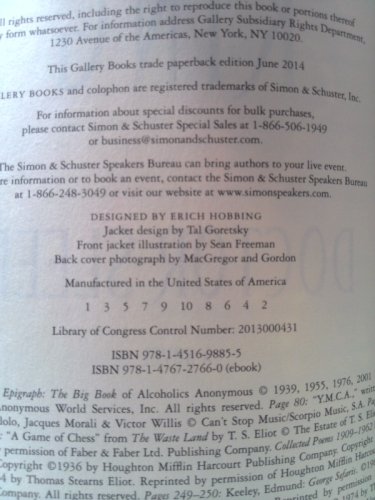 ll rights reserved, including the right to reproduce this book or portions thereof
y form whatsoever. For information address Gallery Subsidiary Rights Department,
1230 Avenue of the Americas, New York, NY 10020.
This Gallery Books trade paperback edition June 2014
LERY BOOKS and colophon are registered trademarks of Simon & Schuster, Inc.
For information about special discounts for bulk purchases,
please contact Simon & Schuster Special Sales at 1-866-506-1949
or business@simonandschuster.com.
The Simon & Schuster Speakers Bureau can bring authors to your live event.
re information or to book an event, contact the Simon & Schuster Speakers Bureau
at 1-866-248-3049 or visit our website at www.simonspeakers.com.
DESIGNED BY ERICH HOBBING
Jacket design by Tal Goretsky
Front jacket illustration by Sean Freeman
Back cover photograph by MacGregor and Gordon
Manufactured in the United States of America
1 3 5 7 9 10 8 6 4 2
Library of Congress Control Number: 2013000431
ISBN 978-1-4516-9885-5
ISBN 978-1-4767-2766-0 (ebook)
Epigraph: The Big Book of Alcoholics Anonymous © 1939, 1955, 1976, 2001
nonymous World Services, Inc. All rights reserved. Page 80: "Y.M.C.A.," writ
lolo, Jacques Morali & Victor Willis © Can't Stop Music/Scorpio Music, S.A. Pa
: "A Game of Chess" from The Waste Land by T. S. Eliot © The Estate of T. S. Elio
permission of Faber & Faber Ltd. Publishing Company. Collected Poems 1909–1962
opyright ©1936 by Houghton Mifflin Harcourt Publishing Company. Copyright
4 by Thomas Stearns Eliot. Reprinted by permission of Houghton Mifflin Harcou
Company. All rights reserved. Pages 249–250: Keeley, Edmund; George Seferis.